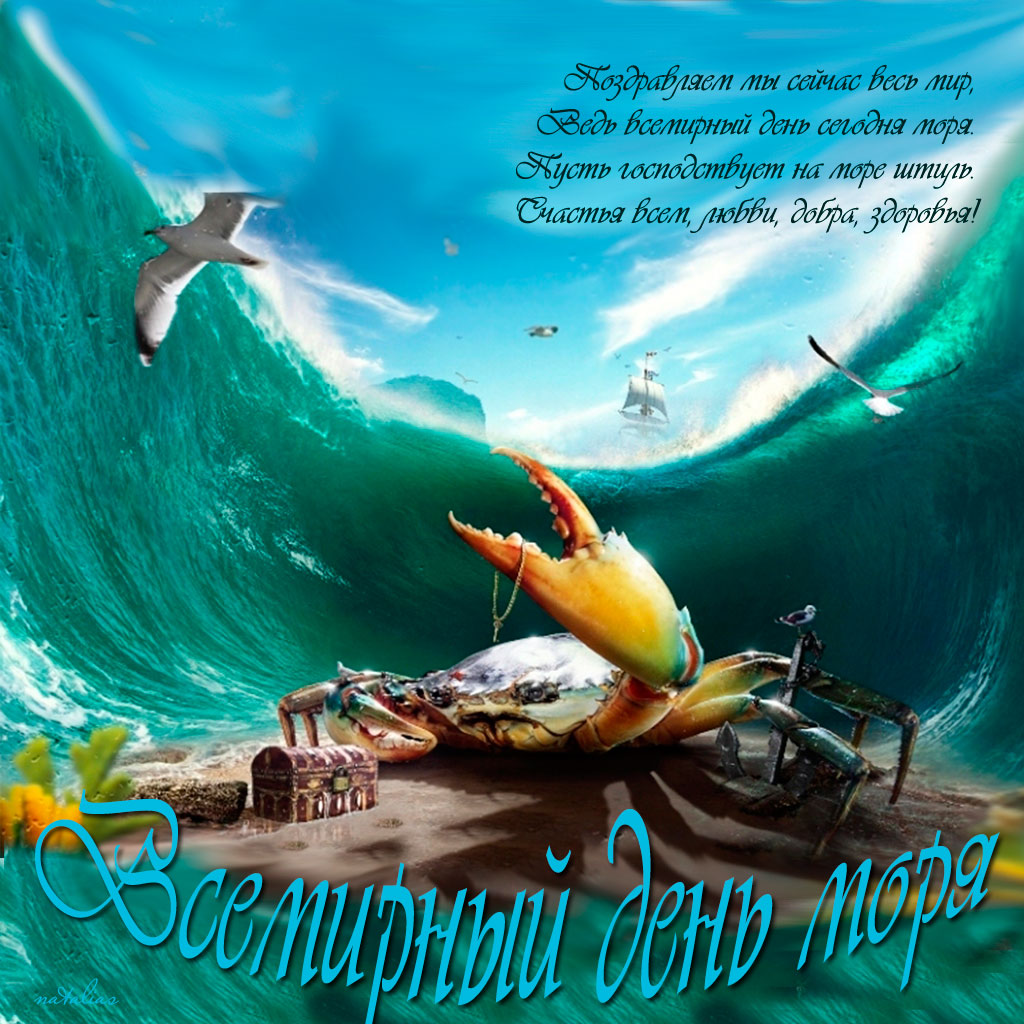 Поздравляем мы сейчас весь мир,
Ведь всемирный день сегодня моря.
Пусть господствует на море штиль.
Счастья всем, любви, добра, здоровья!
Всемирный день моря
natalias